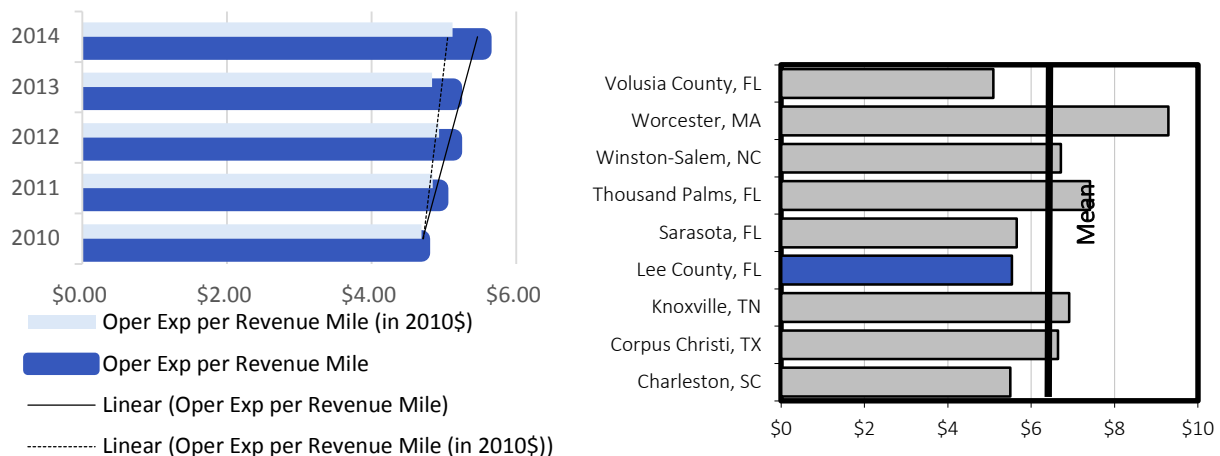 2014
2013
2012
2011
2010
$0.00 $2.00 $4.00 $6.00
Oper Exp per Revenue Mile (in 2010$)
Oper Exp per Revenue Mile
Linear (Oper Exp per Revenue Mile)
Linear (Oper Exp per Revenue Mile (in 2010$))
Volusia County, FL
Worcester, MA
Winston-Salem, NC
Thousand Palms, FL
Sarasota, FL
Lee County, FL
Knoxville, TN
Corpus Christi, TX
Charleston, SC
Mean
$0 $2 $4 $6 $8 $10